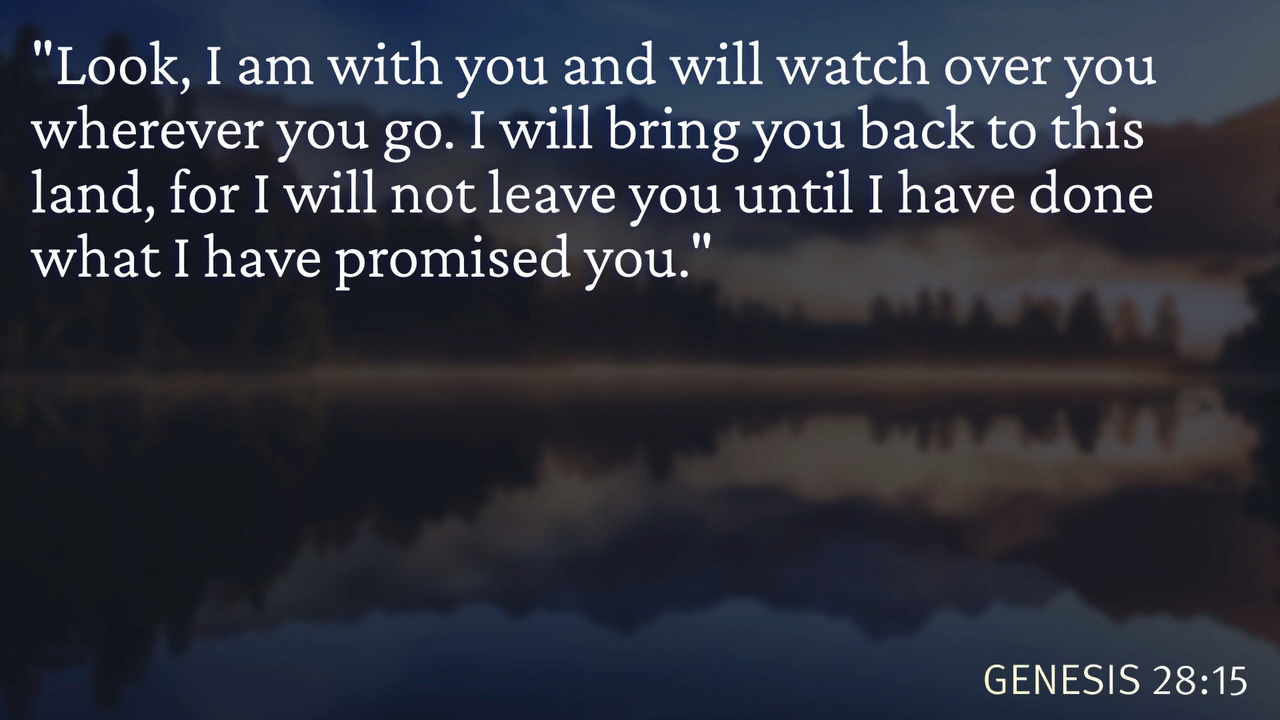 "Look, I am with you and will watch over you
wherever you go. I will bring you back to this
land, for I will not leave you until I have done
what I have promised you."
GENESIS 28:15